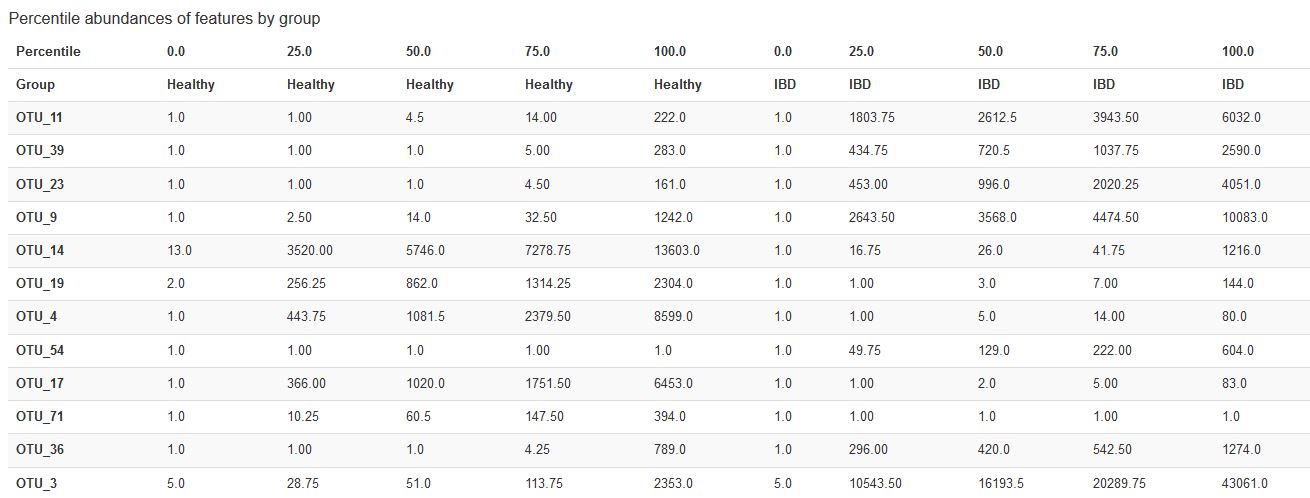 Percentile abundances of features by group
Percentile 0.0 25.0 50.0 75.0 100.0 0.0 25.0 50.0 75.0 100.0
Group Healthy Healthy Healthy Healthy Healthy IBD IBD IBD IBD IBD
OTU_11 1.0 1.00 4.5 14.00 222.0 1.0 1803.75 2612.5 3943.50 6032.0
OTU_39 1.0 1.00 1.0 5.00 283.0 1.0 434.75 720.5 1037.75 2590.0
OTU_23 1.0 1.00 1.0 4.50 161.0 1.0 453.00 996.0 2020.25 4051.0
OTU_9 1.0 2.50 14.0 32.50 1242.0 1.0 2643.50 3568.0 4474.50 10083.0
OTU_14 13.0 3520.00 5746.0 7278.75 13603.0 1.0 16.75 26.0 41.75 1216.0
OTU_19 2.0 256.25 862.0 1314.25 2304.0 1.0 1.00 3.0 7.00 144.0
OTU_4 1.0 443.75 1081.5 2379.50 8599.0 1.0 1.00 5.0 14.00 80.0
OTU_54 1.0 1.00 1.0 1.00 1.0 1.0 49.75 129.0 222.00 604.0
OTU_17 1.0 366.00 1020.0 1751.50 6453.0 1.0 1.00 2.0 5.00 83.0
OTU_71 1.0 10.25 60.5 147.50 394.0 1.0 1.00 1.0 1.00 1.0
OTU_36 1.0 1.00 1.0 4.25 789.0 1.0 296.00 420.0 542.50 1274.0
OTU_3 5.0 28.75 51.0 113.75 2353.0 5.0 10543.50 16193.5 20289.75 43061.0